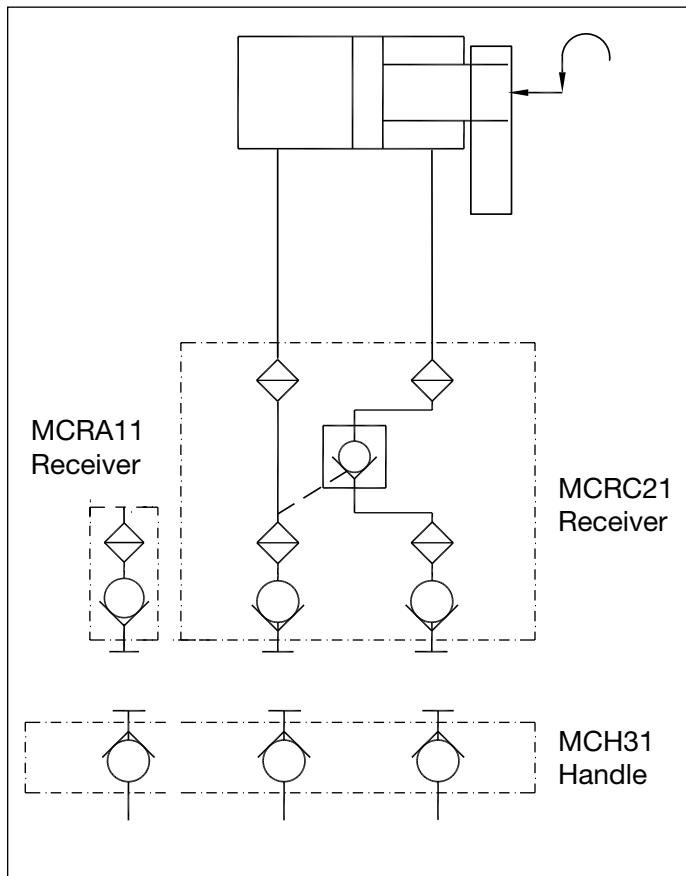 MCRA11
Receiver
MCRC21
Receiver
MCH31
Handle